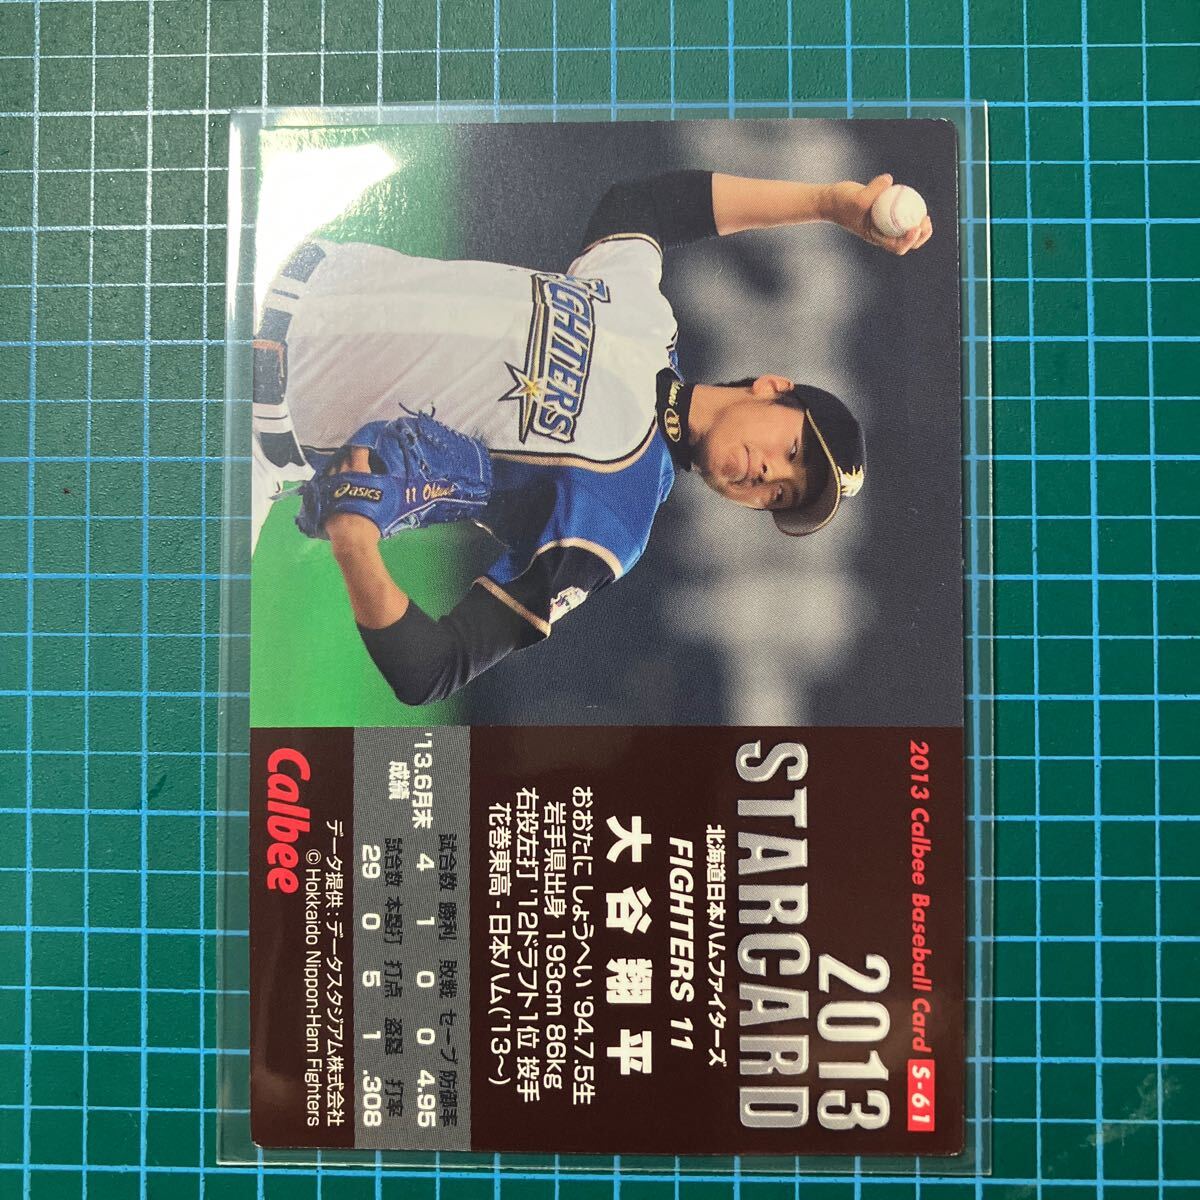 2013 Calbee Baseball Card S-61
2013
STARCARD
北海道日本ハムファイターズ
FIGHTERS 11
大谷翔平
おおたに しょうへい '94.7.5生
岩手県出身 193cm 86kg
右投左打 '12ドラフト1位 投手
花巻東高-日本ハム('13〜)
'13.6月末
成績
試合数 勝利 敗戦 セーブ 防御率
4 1 0 0 4.95
試合数 本塁打 打点 盗塁 打率
29 0 5 1 .308
Calbee
データ提供：データスタジアム株式会社
© Hokkaido Nippon-Ham Fighters
FIGHTERS
asics
11